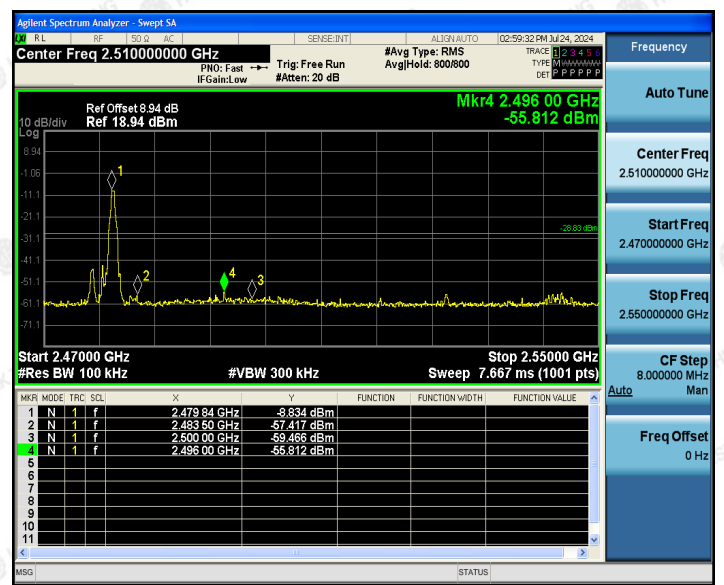 Agilent Spectrum Analyzer - Swept SA
LXI RL RF 50 Ω AC SENSE:INT ALIGN AUTO 02:59:32 PM Jul 24, 2024
Center Freq 2.510000000 GHz
PNO: Fast
IFGain:Low
Trig: Free Run
#Atten: 20 dB
#Avg Type: RMS
Avg|Hold: 800/800
TRACE 1 2 3 4 5 6
TYPE M WWWWW
DET P P P P P P
Ref Offset 8.94 dB
Ref 18.94 dBm
10 dB/div
Log
Mkr4 2.496 00 GHz
-55.812 dBm
8.94
-1.06
-11.1
-21.1
-31.1
-41.1
-51.1
-61.1
-71.1
1
2
4
3
-28.83 dBm
Start 2.47000 GHz
#Res BW 100 kHz
#VBW 300 kHz
Stop 2.55000 GHz
Sweep 7.667 ms (1001 pts)
MKR MODE TRC SCL X Y FUNCTION FUNCTION WIDTH FUNCTION VALUE
1 N 1 f 2.479 84 GHz -8.834 dBm
2 N 1 f 2.483 50 GHz -57.417 dBm
3 N 1 f 2.500 00 GHz -59.466 dBm
4 N 1 f 2.496 00 GHz -55.812 dBm
5
6
7
8
9
10
11
MSG STATUS
Frequency
Auto Tune
Center Freq
2.510000000 GHz
Start Freq
2.470000000 GHz
Stop Freq
2.550000000 GHz
CF Step
8.000000 MHz
Auto Man
Freq Offset
0 Hz